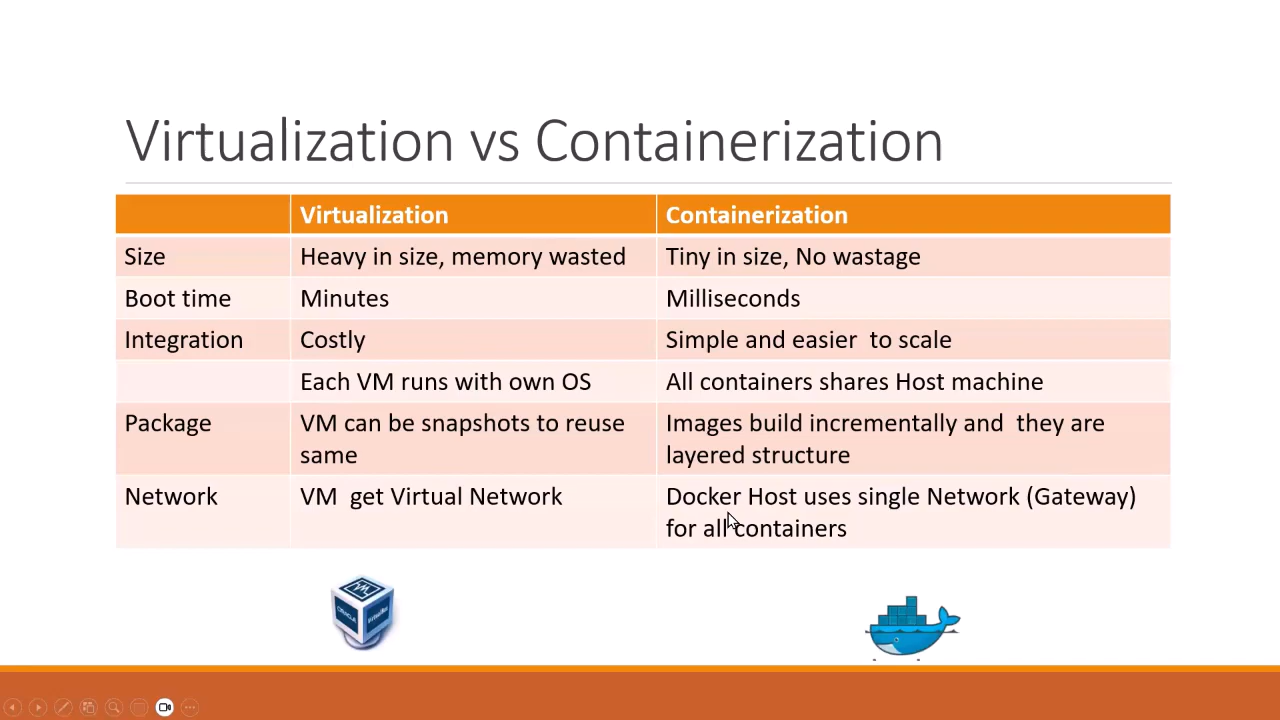 Virtualization vs Containerization
Virtualization Containerization
Size Heavy in size, memory wasted Tiny in size, No wastage
Boot time Minutes Milliseconds
Integration Costly Simple and easier  to scale
Each VM runs with own OS All containers shares Host machine
Package VM can be snapshots to reuse Images build incrementally and  they are
same layered structure
Network VM  get Virtual Network Docker Host uses single Network (Gateway)
for all containers
VM
ORACLE VirtualBox